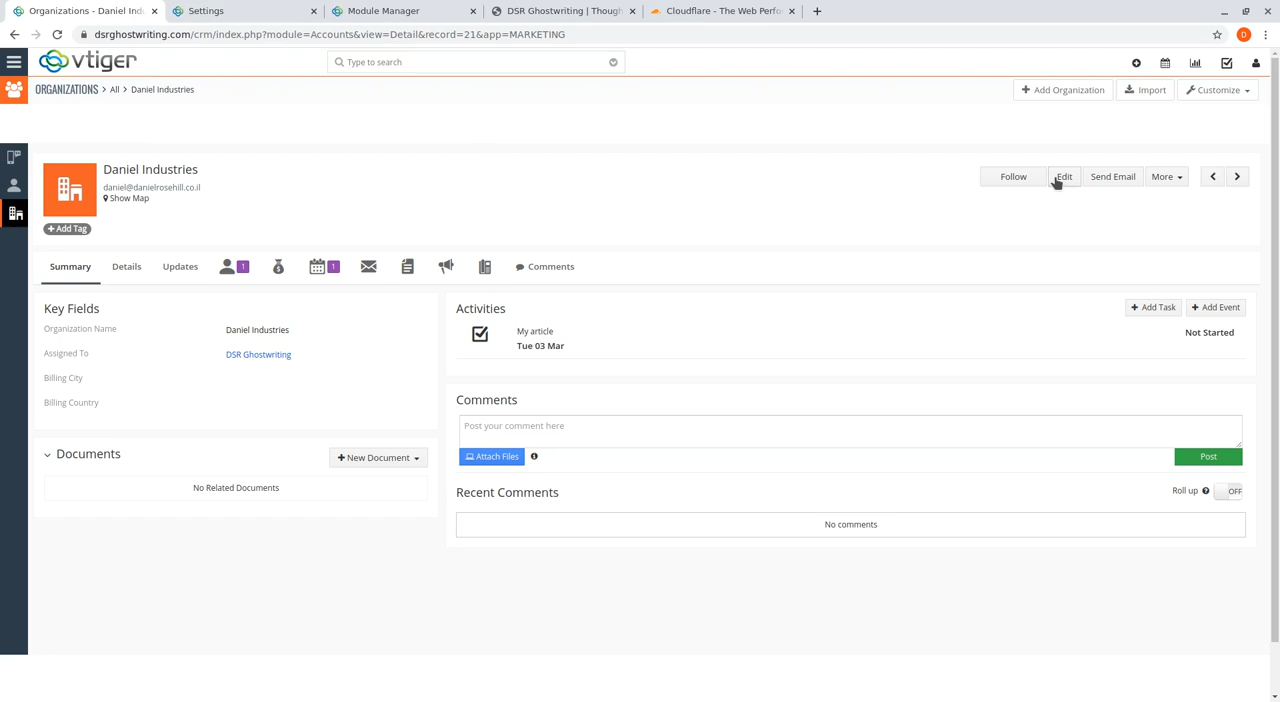 Organizations - Daniel Ind
Settings
Module Manager
DSR Ghostwriting | Though
Cloudflare - The Web Perfo
dsrghostwriting.com/crm/index.php?module=Accounts&view=Detail&record=21&app=MARKETING
D
vtiger
Type to search
ORGANIZATIONS > All > Daniel Industries
+ Add Organization
Import
Customize
Daniel Industries
daniel@danielrosehill.co.il
Show Map
+ Add Tag
Follow
Edit
Send Email
More
Summary
Details
Updates
1
1
Comments
Key Fields
Organization Name Daniel Industries
Assigned To DSR Ghostwriting
Billing City
Billing Country
Documents
+ New Document
No Related Documents
Activities
+ Add Task
+ Add Event
My article
Not Started
Tue 03 Mar
Comments
Post your comment here
Attach Files
Post
Recent Comments
Roll up
OFF
No comments